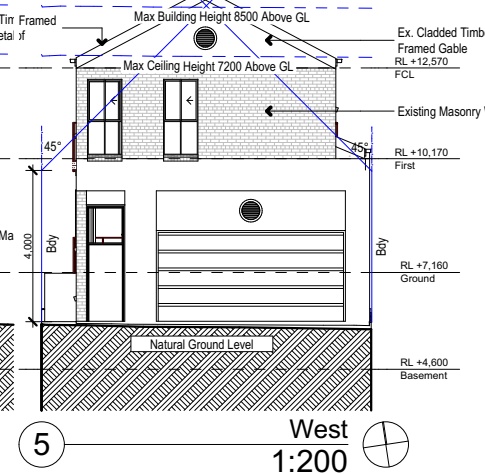 Max Building Height 8500 Above GL
Framed
of
Ex. Cladded Timb
Framed Gable
RL +12,570
FCL
Max Ceiling Height 7200 Above GL
Existing Masonry
45°
45°
RL +10,170
First
4,000
Bdy
Bdy
RL +7,160
Ground
Natural Ground Level
RL +4,600
Basement
5
West
1:200